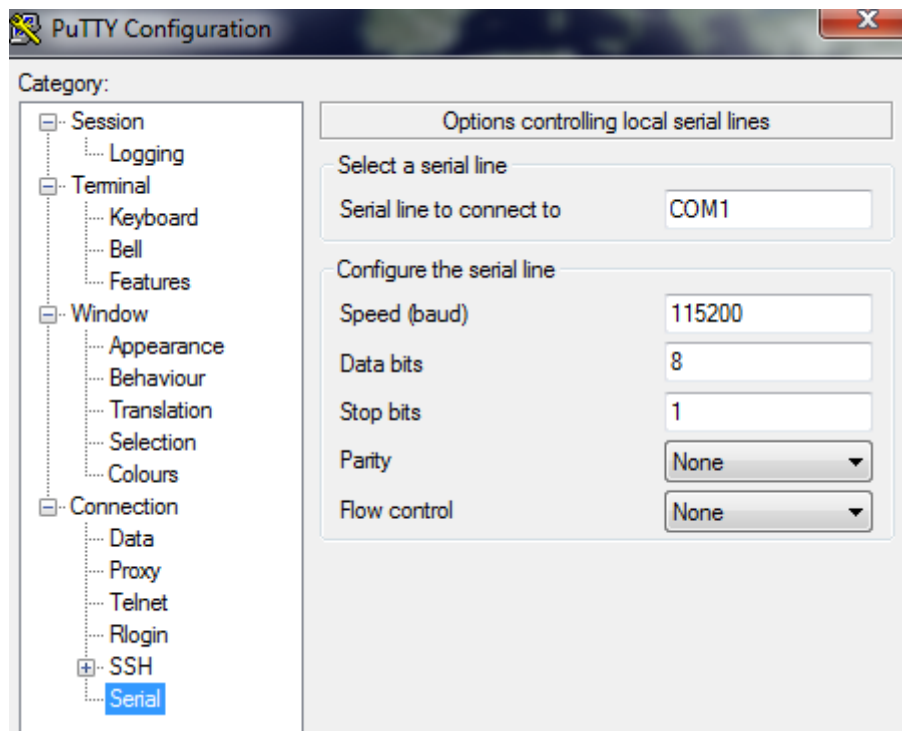 PuTTY Configuration
X
Category:
Session
Logging
Terminal
Keyboard
Bell
Features
Window
Appearance
Behaviour
Translation
Selection
Colours
Connection
Data
Proxy
Telnet
Rlogin
SSH
Serial
Options controlling local serial lines
Select a serial line
Serial line to connect to COM1
Configure the serial line
Speed (baud) 115200
Data bits 8
Stop bits 1
Parity None
Flow control None